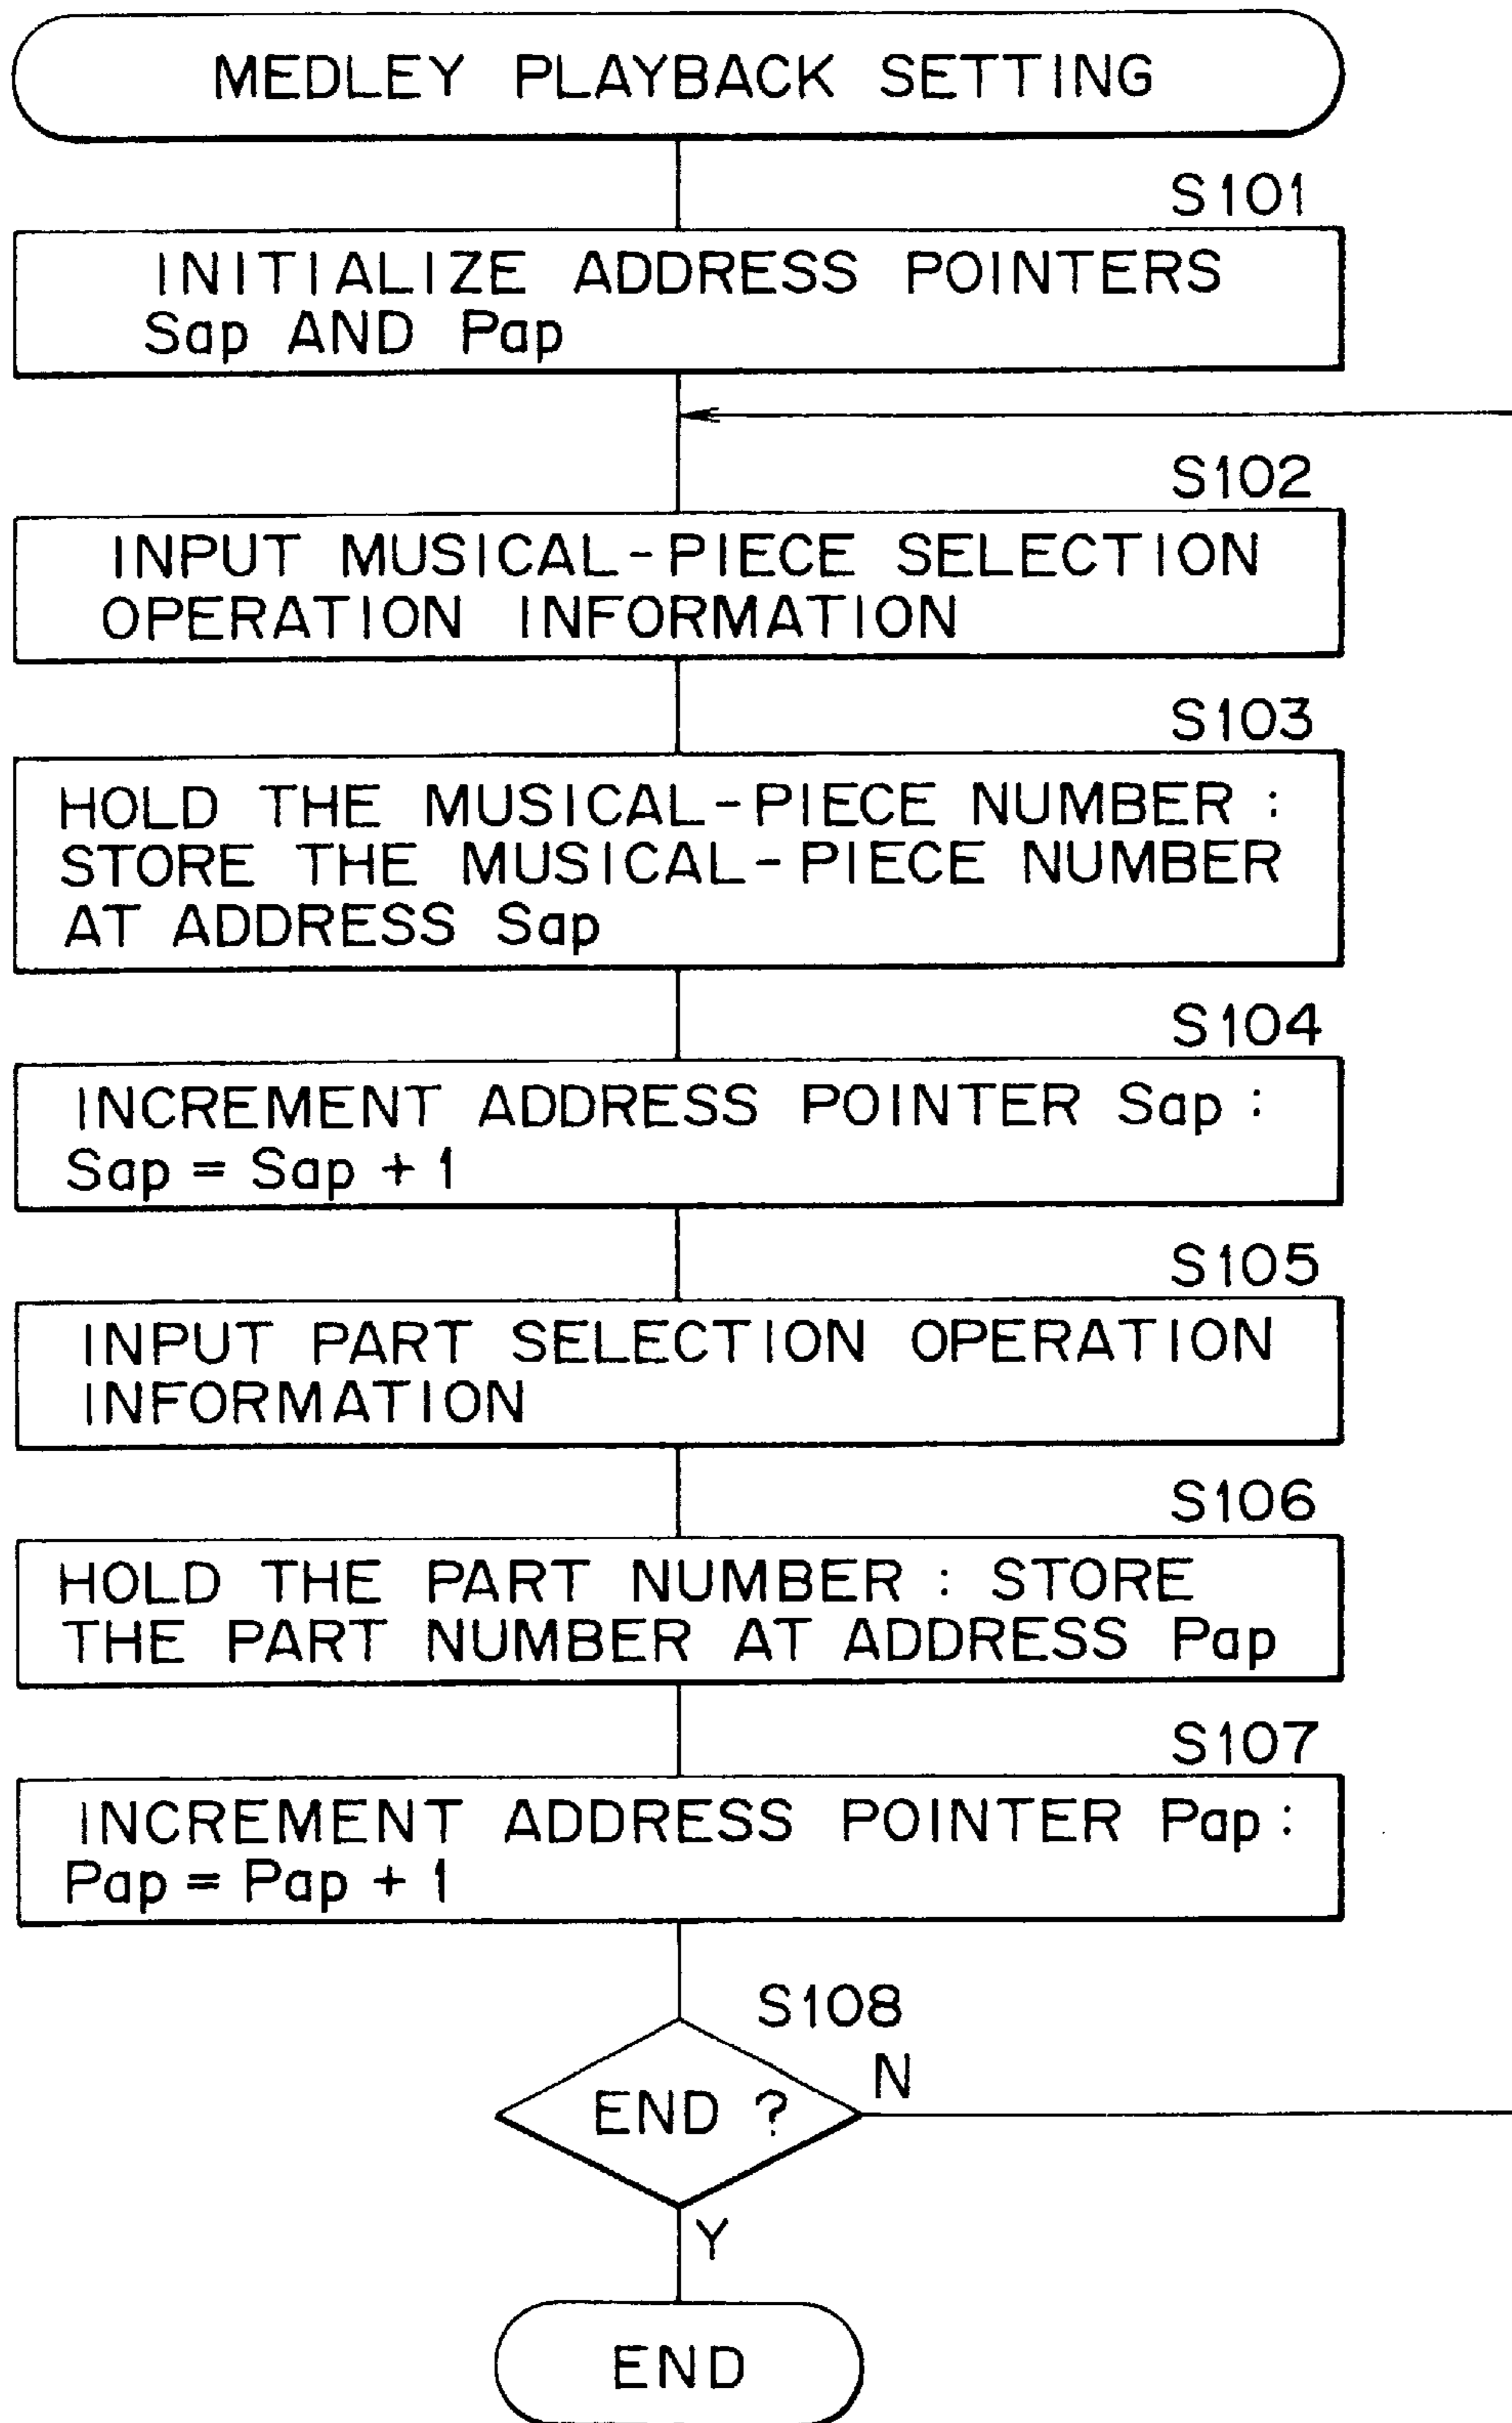 MEDLEY PLAYBACK SETTING
S101
INITIALIZE ADDRESS POINTERS
Sap AND Pap
S102
INPUT MUSICAL-PIECE SELECTION
OPERATION INFORMATION
S103
HOLD THE MUSICAL-PIECE NUMBER :
STORE THE MUSICAL-PIECE NUMBER
AT ADDRESS Sap
S104
INCREMENT ADDRESS POINTER Sap :
Sap = Sap + 1
S105
INPUT PART SELECTION OPERATION
INFORMATION
S106
HOLD THE PART NUMBER : STORE
THE PART NUMBER AT ADDRESS Pap
S107
INCREMENT ADDRESS POINTER Pap :
Pap = Pap + 1
S108
END ?
N
Y
END